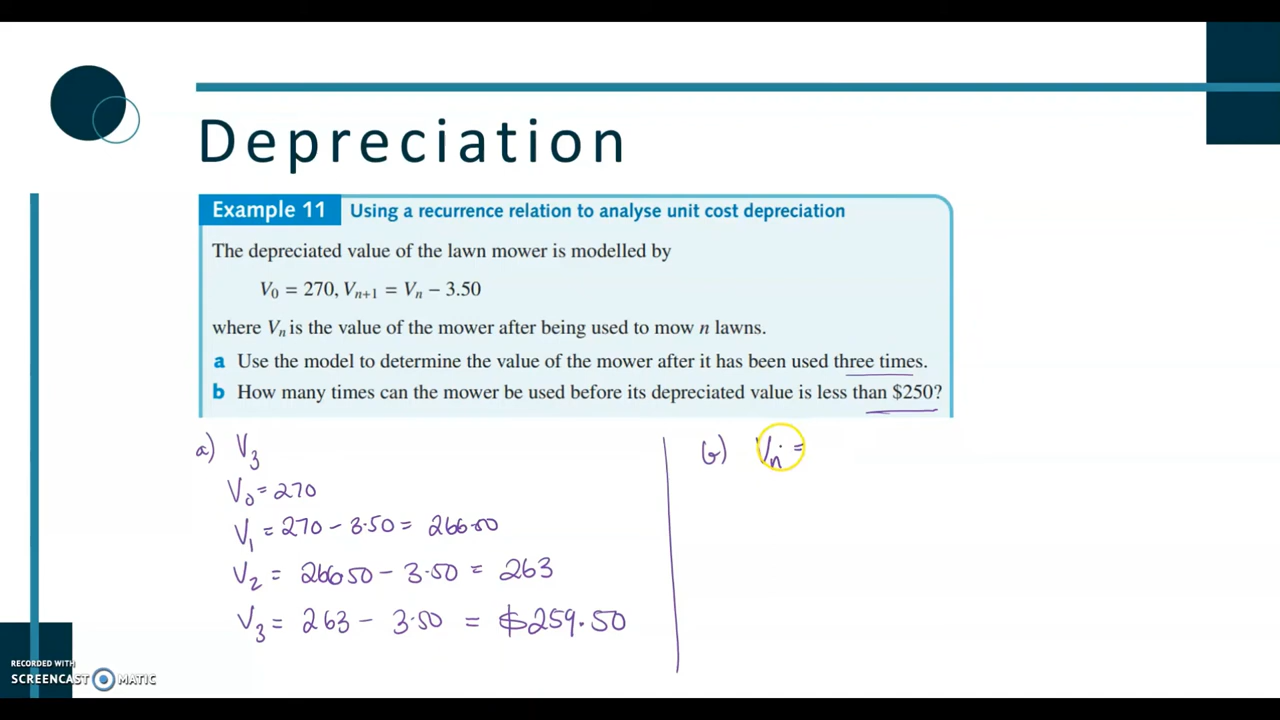 Depreciation
Example 11 Using a recurrence relation to analyse unit cost depreciation
The depreciated value of the lawn mower is modelled by
V₀ = 270, Vₙ₊₁ = Vₙ − 3.50
where Vₙ is the value of the mower after being used to mow n lawns.
a Use the model to determine the value of the mower after it has been used three times.
b How many times can the mower be used before its depreciated value is less than $250?
a) V₃
V₀ = 270
V₁ = 270 − 3.50 = 266.50
V₂ = 26650 − 3.50 = 263
V₃ = 263 − 3.50 = $259.50
b) Vₙ =
RECORDED WITH
SCREENCAST MATIC